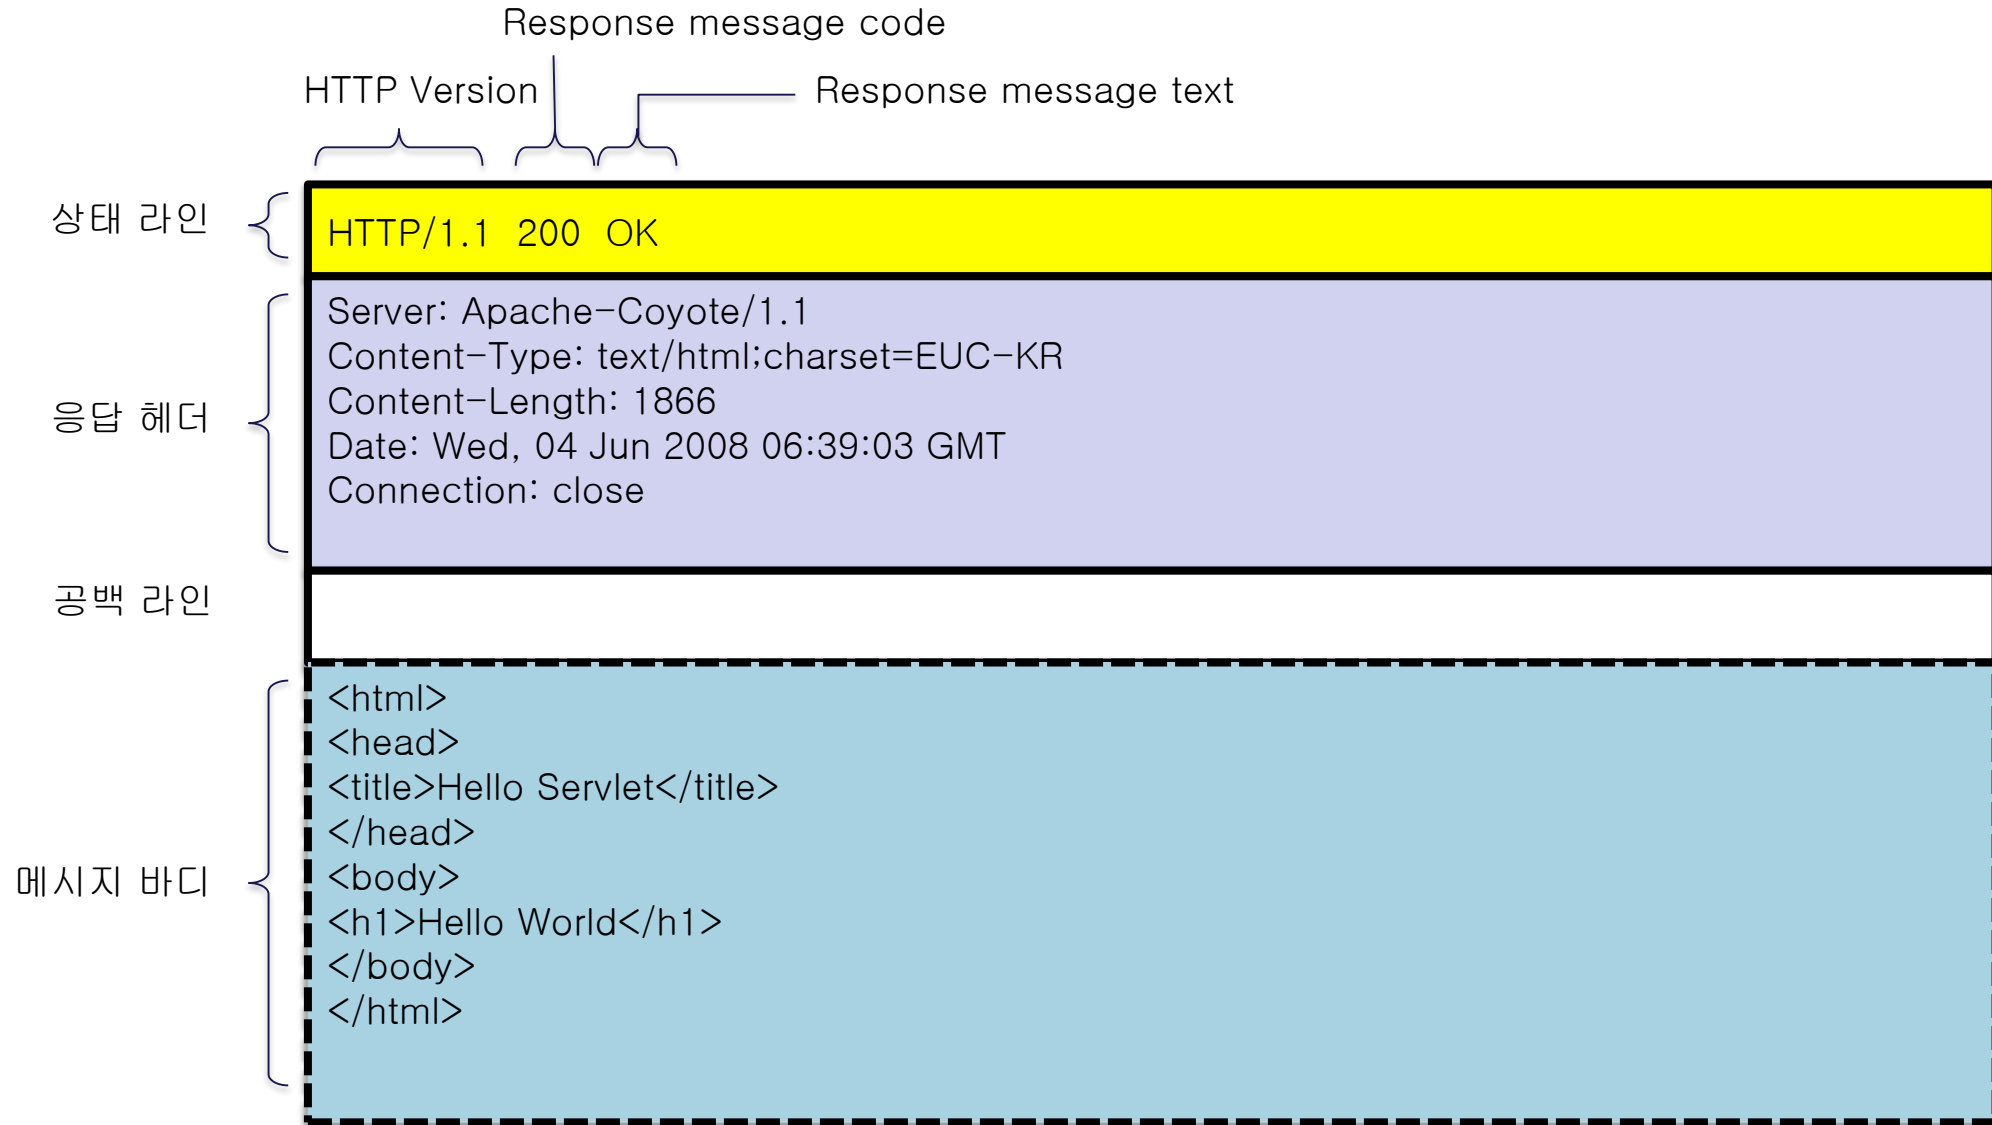 Response message code
HTTP Version
Response message text
상태 라인
HTTP/1.1 200 OK
응답 헤더
Server: Apache-Coyote/1.1
Content-Type: text/html;charset=EUC-KR
Content-Length: 1866
Date: Wed, 04 Jun 2008 06:39:03 GMT
Connection: close
공백 라인
메시지 바디
<html>
<head>
<title>Hello Servlet</title>
</head>
<body>
<h1>Hello World</h1>
</body>
</html>